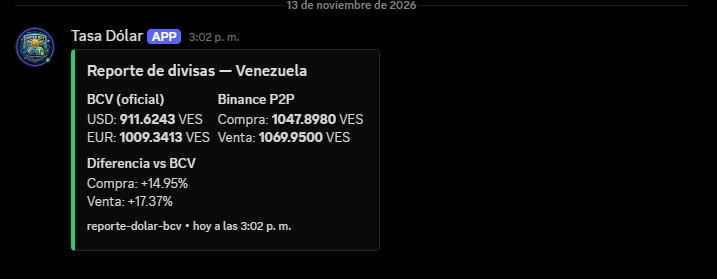 13 de noviembre de 2026
Tasa Dólar APP 3:02 p. m.
Reporte de divisas — Venezuela
BCV (oficial) Binance P2P
USD: 911.6243 VES Compra: 1047.8980 VES
EUR: 1009.3413 VES Venta: 1069.9500 VES
Diferencia vs BCV
Compra: +14.95%
Venta: +17.37%
reporte-dolar-bcv • hoy a las 3:02 p. m.